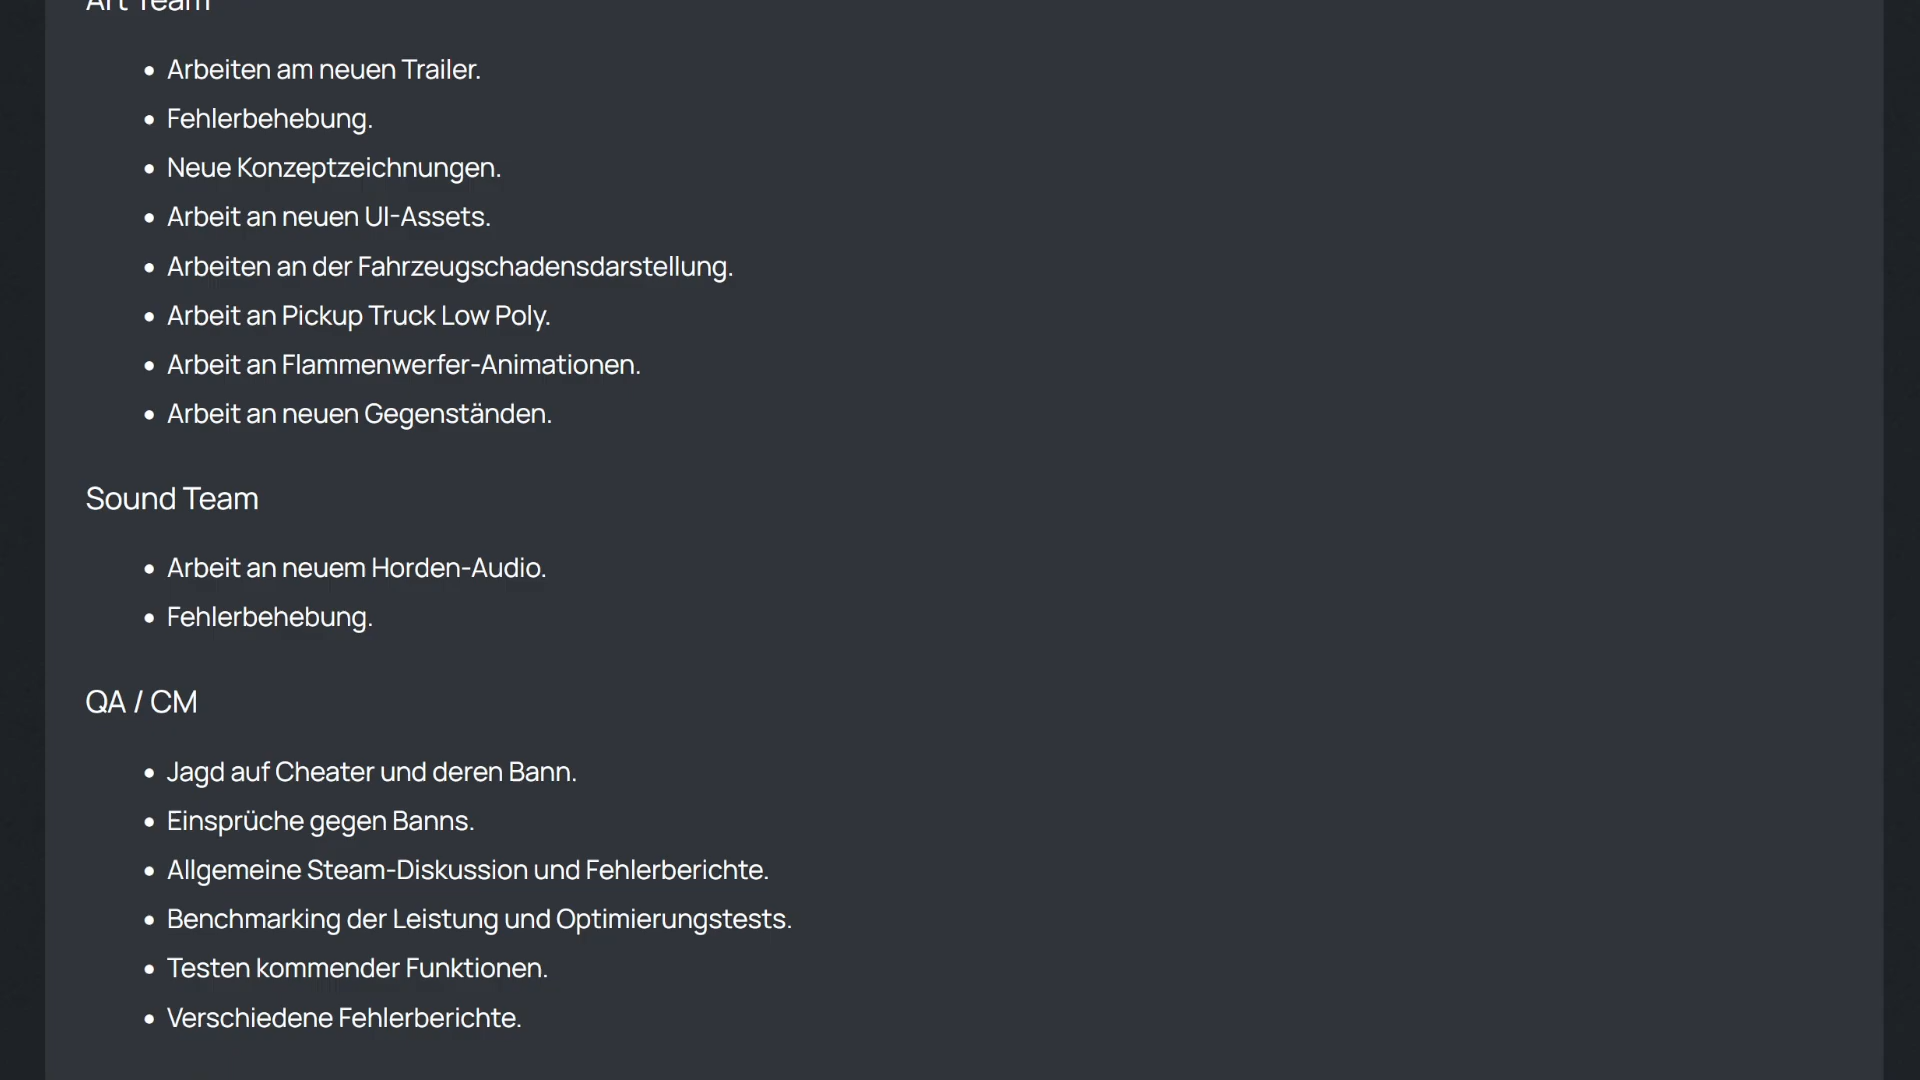 Art Team
Arbeiten am neuen Trailer.
Fehlerbehebung.
Neue Konzeptzeichnungen.
Arbeit an neuen UI-Assets.
Arbeiten an der Fahrzeugschadensdarstellung.
Arbeit an Pickup Truck Low Poly.
Arbeit an Flammenwerfer-Animationen.
Arbeit an neuen Gegenständen.
Sound Team
Arbeit an neuem Horden-Audio.
Fehlerbehebung.
QA / CM
Jagd auf Cheater und deren Bann.
Einsprüche gegen Banns.
Allgemeine Steam-Diskussion und Fehlerberichte.
Benchmarking der Leistung und Optimierungstests.
Testen kommender Funktionen.
Verschiedene Fehlerberichte.